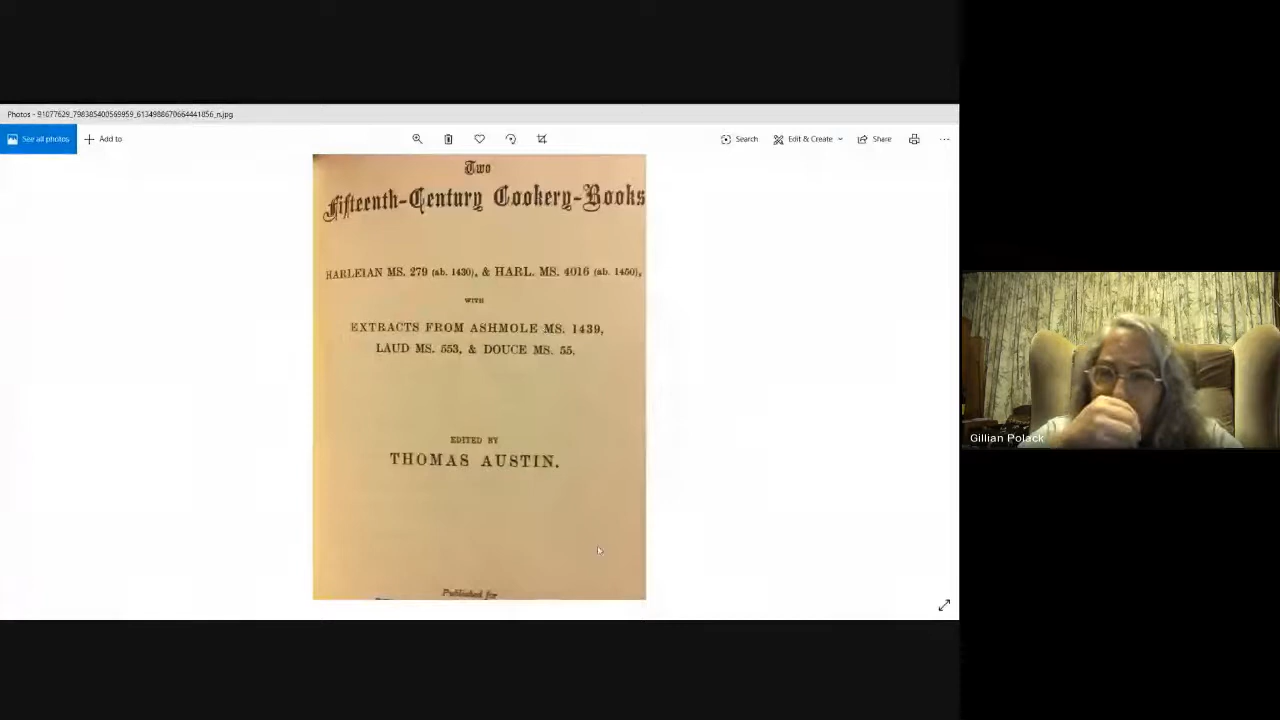 Photos - 91077629_798385400569959_6134988670664441856_n.jpg
See all photos
Add to
Search
Edit & Create
Share
Two
Fifteenth-Century Cookery-Books
HARLEIAN MS. 279 (ab. 1430), & HARL. MS. 4016 (ab. 1450),
WITH
EXTRACTS FROM ASHMOLE MS. 1439,
LAUD MS. 553, & DOUCE MS. 55.
EDITED BY
THOMAS AUSTIN.
Published for
Gillian Polack